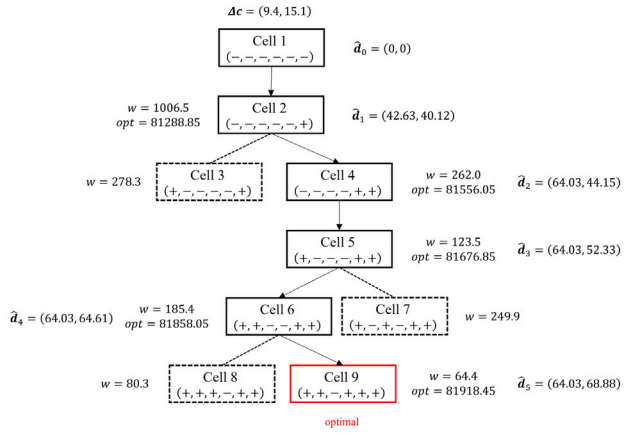 Δc = (9.4, 15.1)
Cell 1
(−, −, −, −, −, −)
d̂₀ = (0, 0)
w = 1006.5
opt = 81288.85
Cell 2
(−, −, −, −, −, +)
d̂₁ = (42.63, 40.12)
w = 278.3
Cell 3
(+, −, −, −, −, +)
Cell 4
(−, −, −, −, +, +)
w = 262.0
opt = 81556.05
d̂₂ = (64.03, 44.15)
Cell 5
(+, −, −, −, +, +)
w = 123.5
opt = 81676.85
d̂₃ = (64.03, 52.33)
d̂₄ = (64.03, 64.61)
w = 185.4
opt = 81858.05
Cell 6
(+, +, −, −, +, +)
Cell 7
(+, −, +, −, +, +)
w = 249.9
w = 80.3
Cell 8
(+, +, +, −, +, +)
Cell 9
(+, +, −, +, +, +)
w = 64.4
opt = 81918.45
d̂₅ = (64.03, 68.88)
optimal